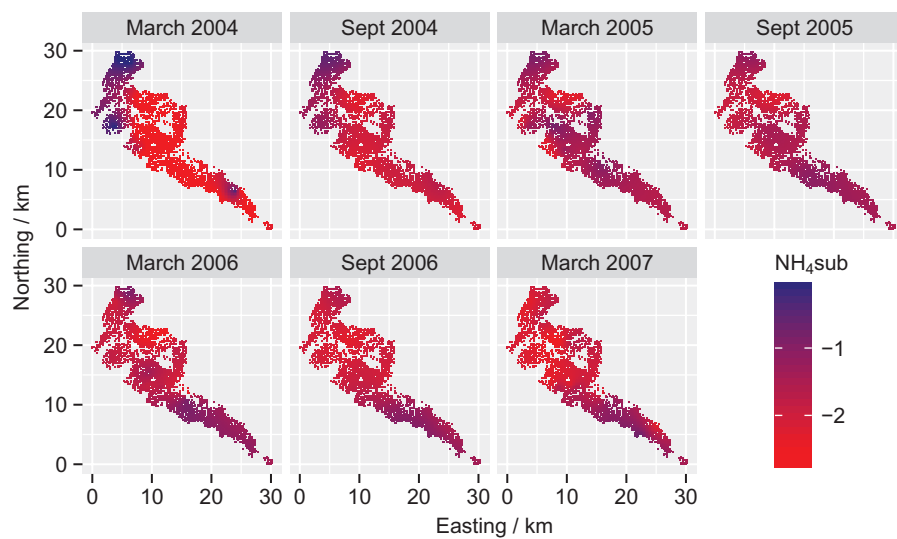 March 2004 Sept 2004 March 2005 Sept 2005
30
20
10
0
Northing / km
March 2006 Sept 2006 March 2007
NH₄sub
30
20
10
0
−1
−2
0 10 20 30 0 10 20 30 0 10 20 30
Easting / km